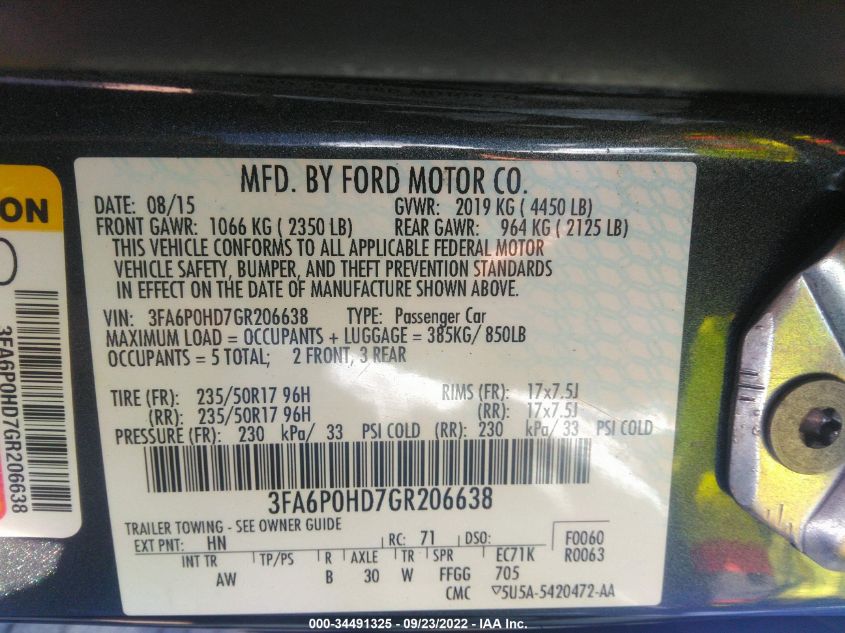 MFD. BY FORD MOTOR CO.
DATE: 08/15 GVWR: 2019 KG ( 4450 LB)
FRONT GAWR: 1066 KG ( 2350 LB) REAR GAWR: 964 KG ( 2125 LB)
THIS VEHICLE CONFORMS TO ALL APPLICABLE FEDERAL MOTOR
VEHICLE SAFETY, BUMPER, AND THEFT PREVENTION STANDARDS
IN EFFECT ON THE DATE OF MANUFACTURE SHOWN ABOVE.
VIN: 3FA6P0HD7GR206638 TYPE: Passenger Car
MAXIMUM LOAD = OCCUPANTS + LUGGAGE = 385KG/ 850LB
OCCUPANTS = 5 TOTAL; 2 FRONT, 3 REAR
TIRE (FR): 235/50R17 96H RIMS (FR): 17x7.5J
(RR): 235/50R17 96H (RR): 17x7.5J
PRESSURE (FR): 230 kPa/ 33 PSI COLD (RR): 230 kPa/ 33 PSI COLD
3FA6P0HD7GR206638
TRAILER TOWING - SEE OWNER GUIDE
EXT PNT: HN RC: 71 DSO: F0060
INT TR TP/PS R AXLE TR SPR EC71K R0063
AW B 30 W FFGG 705
CMC ▽5U5A-5420472-AA
ON
3FA6P0HD7GR206638
000-34491325 - 09/23/2022 - IAA Inc.